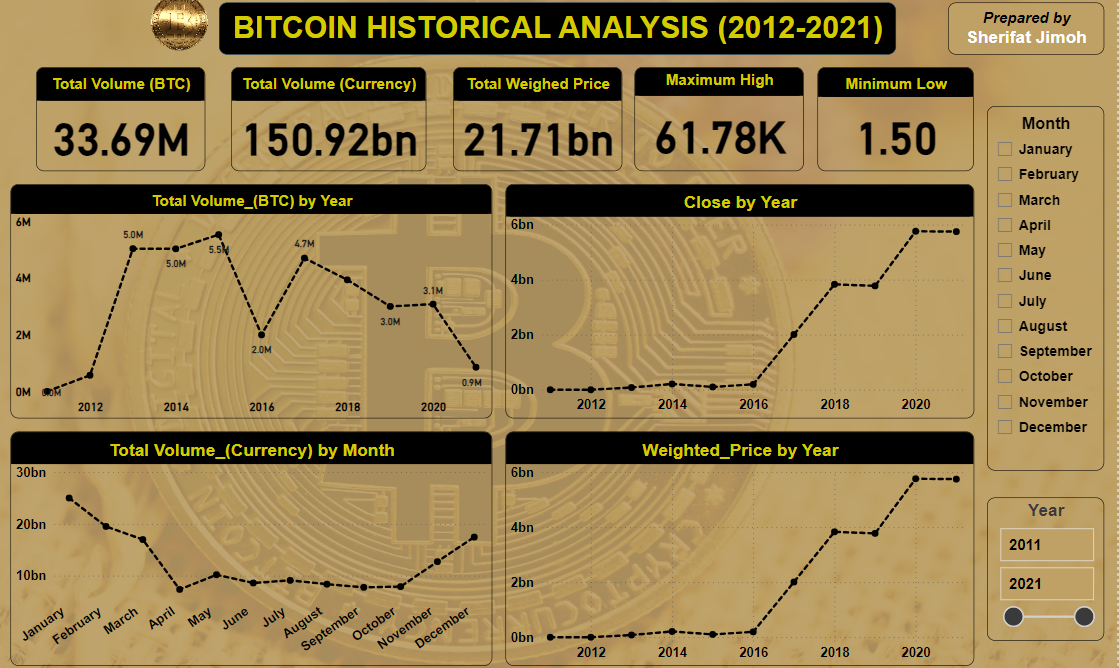 BITCOIN HISTORICAL ANALYSIS (2012-2021)
Prepared by
Sherifat Jimoh
Total Volume (BTC)
33.69M
Total Volume (Currency)
150.92bn
Total Weighed Price
21.71bn
Maximum High
61.78K
Minimum Low
1.50
Total Volume_(BTC) by Year
6M
4M
2M
0M
0.0M
5.0M
5.0M
5.5M
2.0M
4.7M
3.0M
3.1M
0.9M
2012 2014 2016 2018 2020
Close by Year
6bn
4bn
2bn
0bn
2012 2014 2016 2018 2020
Month
January
February
March
April
May
June
July
August
September
October
November
December
Total Volume_(Currency) by Month
30bn
20bn
10bn
January February March April May June July August September October November December
Weighted_Price by Year
6bn
4bn
2bn
0bn
2012 2014 2016 2018 2020
Year
2011
2021